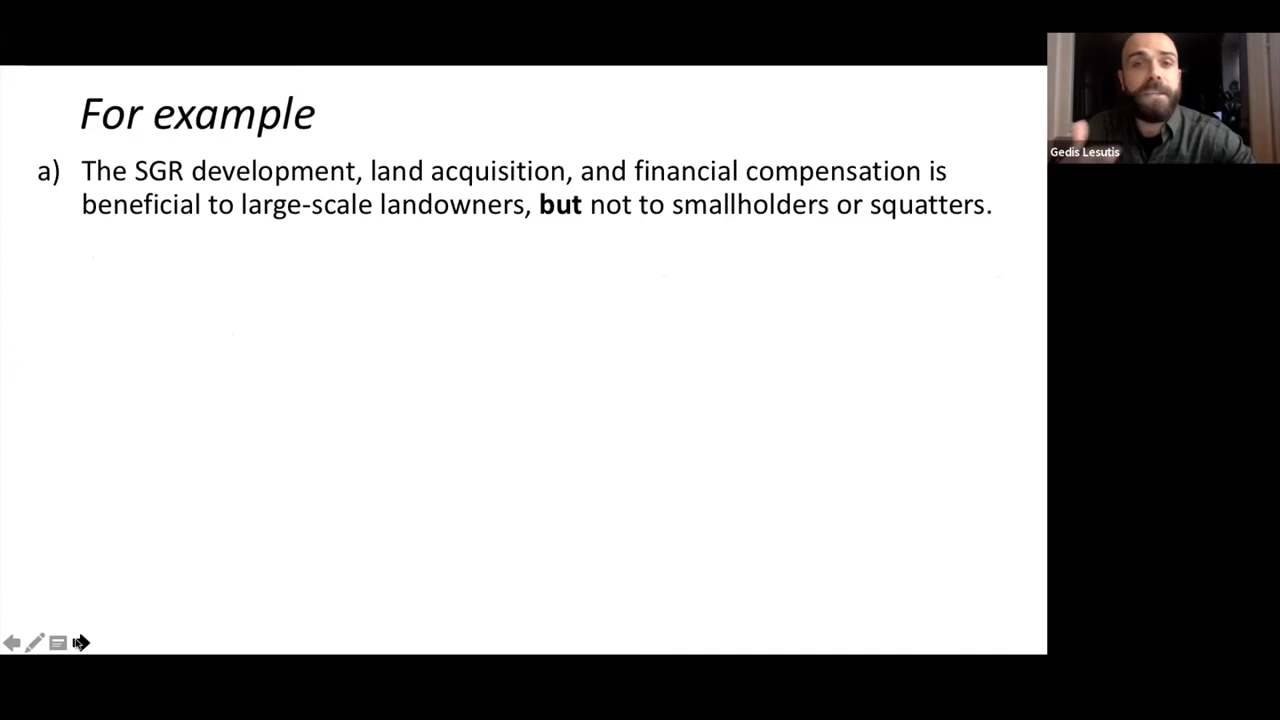 For example
a) The SGR development, land acquisition, and financial compensation is
beneficial to large-scale landowners, but not to smallholders or squatters.
Gedis Lesutis